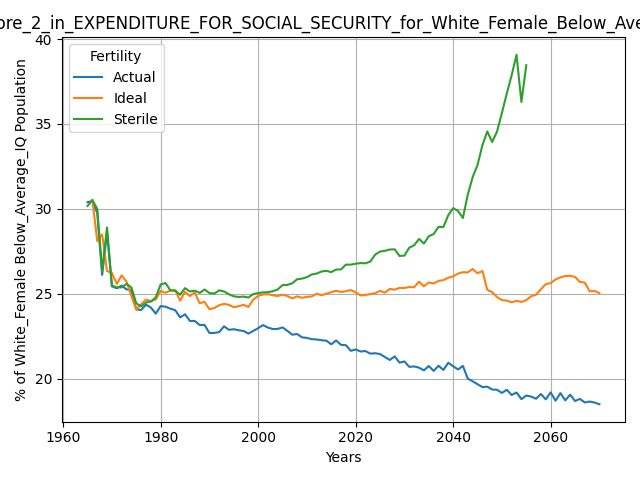 ore_2_in_EXPENDITURE_FOR_SOCIAL_SECURITY_for_White_Female_Below_Ave
Fertility
Actual
Ideal
Sterile
% of White_Female Below_Average_IQ Population
40
35
30
25
20
1960
1980
2000
2020
2040
2060
Years